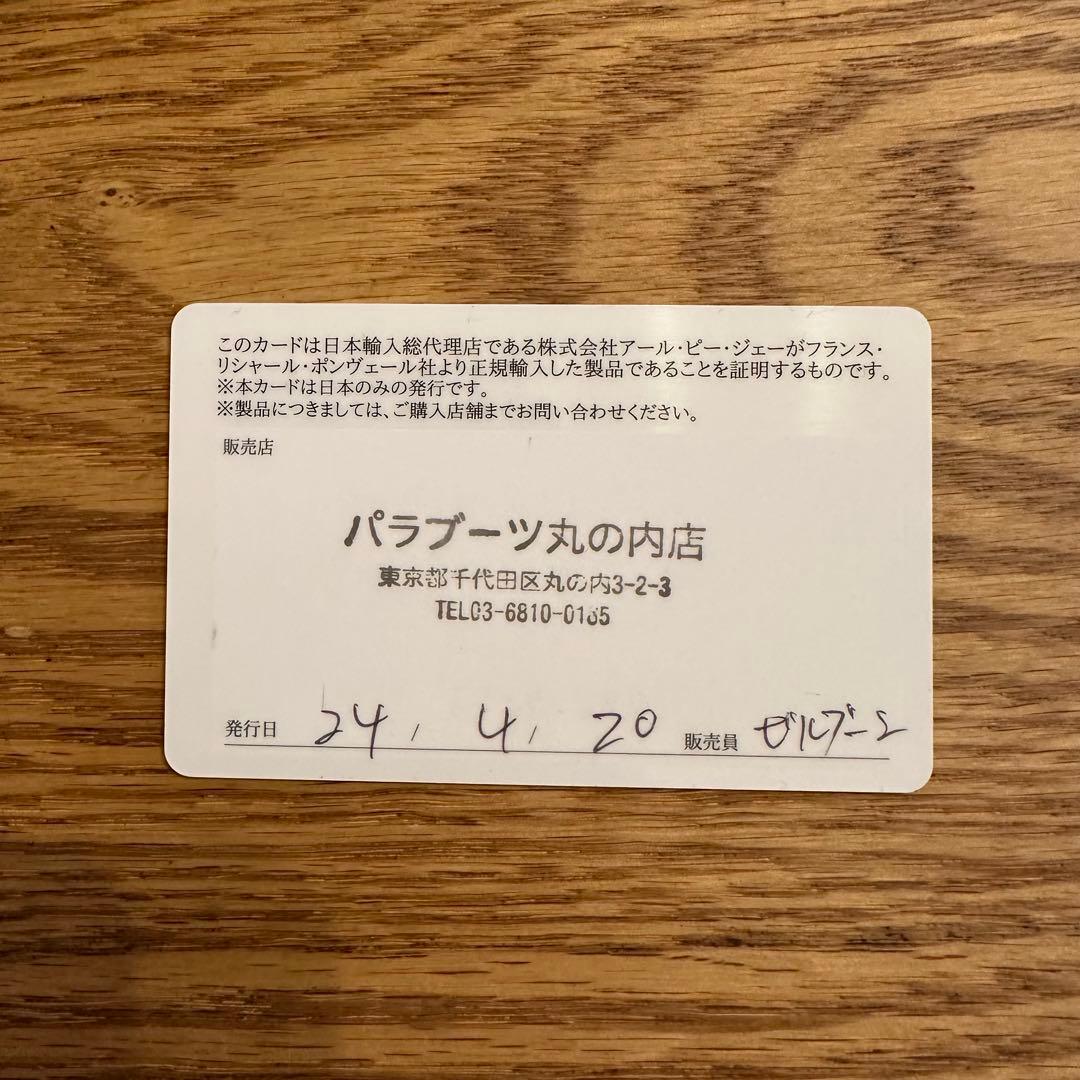 このカードは日本輸入総代理店である株式会社アール・ピー・ジェーがフランス・
リシャール・ポンヴェール社より正規輸入した製品であることを証明するものです。
※本カードは日本のみの発行です。
※製品につきましては、ご購入店舗までお問い合わせください。
販売店
パラブーツ丸の内店
東京都千代田区丸の内3-2-3
TEL03-6810-01
発行日 24, 4, 20 販売員